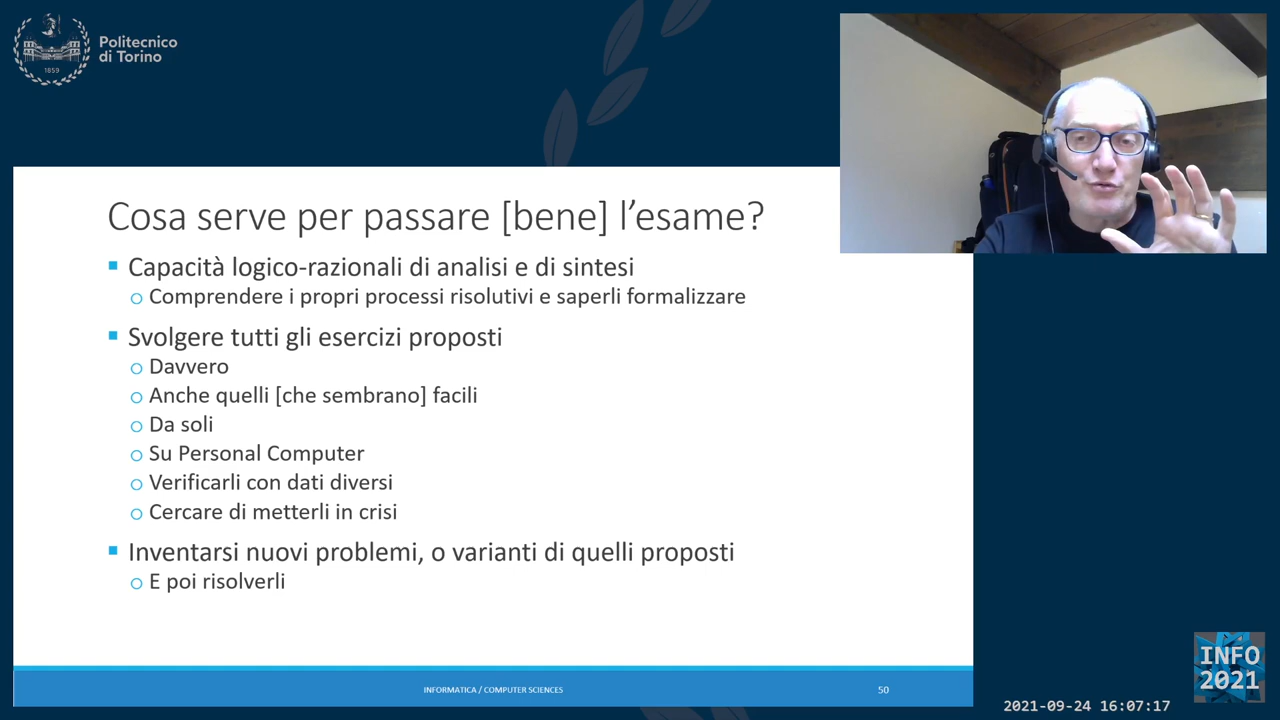 Politecnico
di Torino
1859
Cosa serve per passare [bene] l’esame?
Capacità logico-razionali di analisi e di sintesi
Comprendere i propri processi risolutivi e saperli formalizzare
Svolgere tutti gli esercizi proposti
Davvero
Anche quelli [che sembrano] facili
Da soli
Su Personal Computer
Verificarli con dati diversi
Cercare di metterli in crisi
Inventarsi nuovi problemi, o varianti di quelli proposti
E poi risolverli
INFORMATICA / COMPUTER SCIENCES
50
INFO
2021
2021-09-24 16:07:17